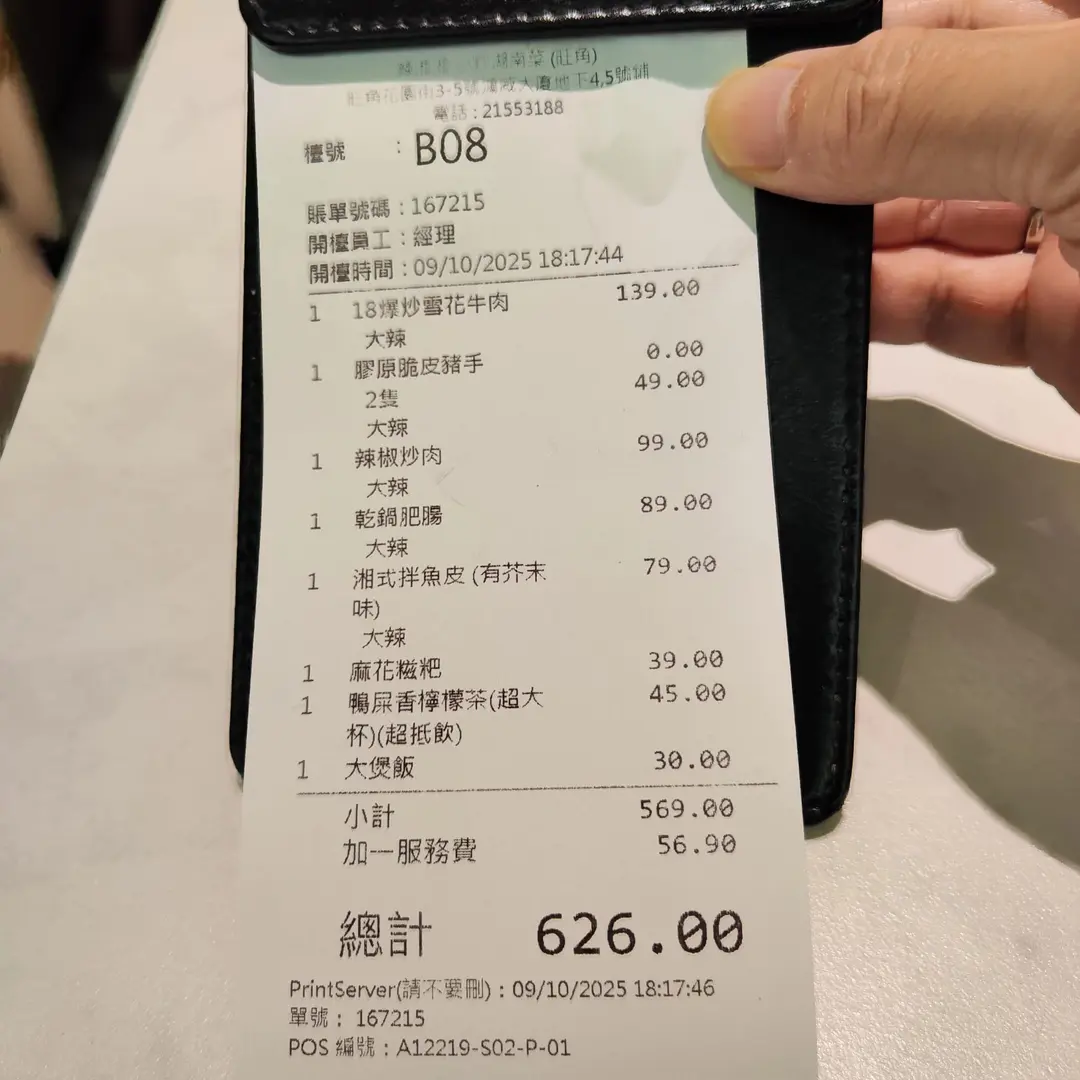 湖南菜 (旺角)
旺角花園街3-5號 大廈地下4,5號鋪
電話：21553188
檯號 ： B08
賬單號碼：167215
開檯員工：經理
開檯時間：09/10/2025 18:17:44
1 18爆炒雪花牛肉 139.00
大辣
1 膠原脆皮豬手 0.00
2隻 49.00
大辣
1 辣椒炒肉 99.00
大辣
1 乾鍋肥腸 89.00
大辣
1 湘式拌魚皮 (有芥末 79.00
味)
大辣
1 麻花糍粑 39.00
1 鴨屎香檸檬茶(超大 45.00
杯)(超抵飲)
1 大煲飯 30.00
小計 569.00
加一服務費 56.90
總計 626.00
PrintServer(請不要刪)：09/10/2025 18:17:46
單號： 167215
POS 編號：A12219-S02-P-01